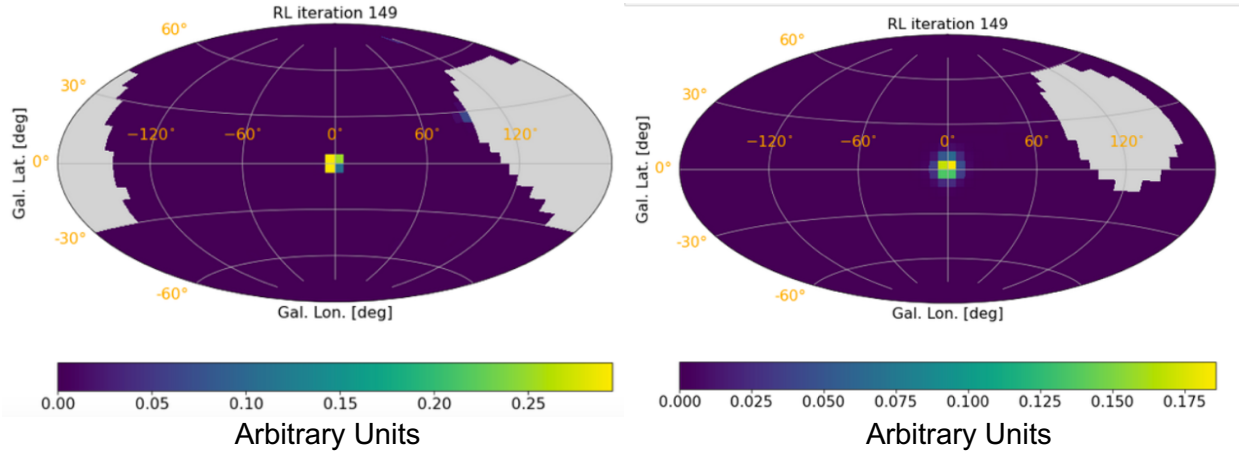 RL iteration 149
60°
30°
−120° −60° 0° 60° 120°
0°
-30°
-60°
Gal. Lat. [deg]
Gal. Lon. [deg]
0.00 0.05 0.10 0.15 0.20 0.25
Arbitrary Units
RL iteration 149
60°
30°
−120° −60° 0° 60° 120°
0°
-30°
-60°
Gal. Lat. [deg]
Gal. Lon. [deg]
0.000 0.025 0.050 0.075 0.100 0.125 0.150 0.175
Arbitrary Units